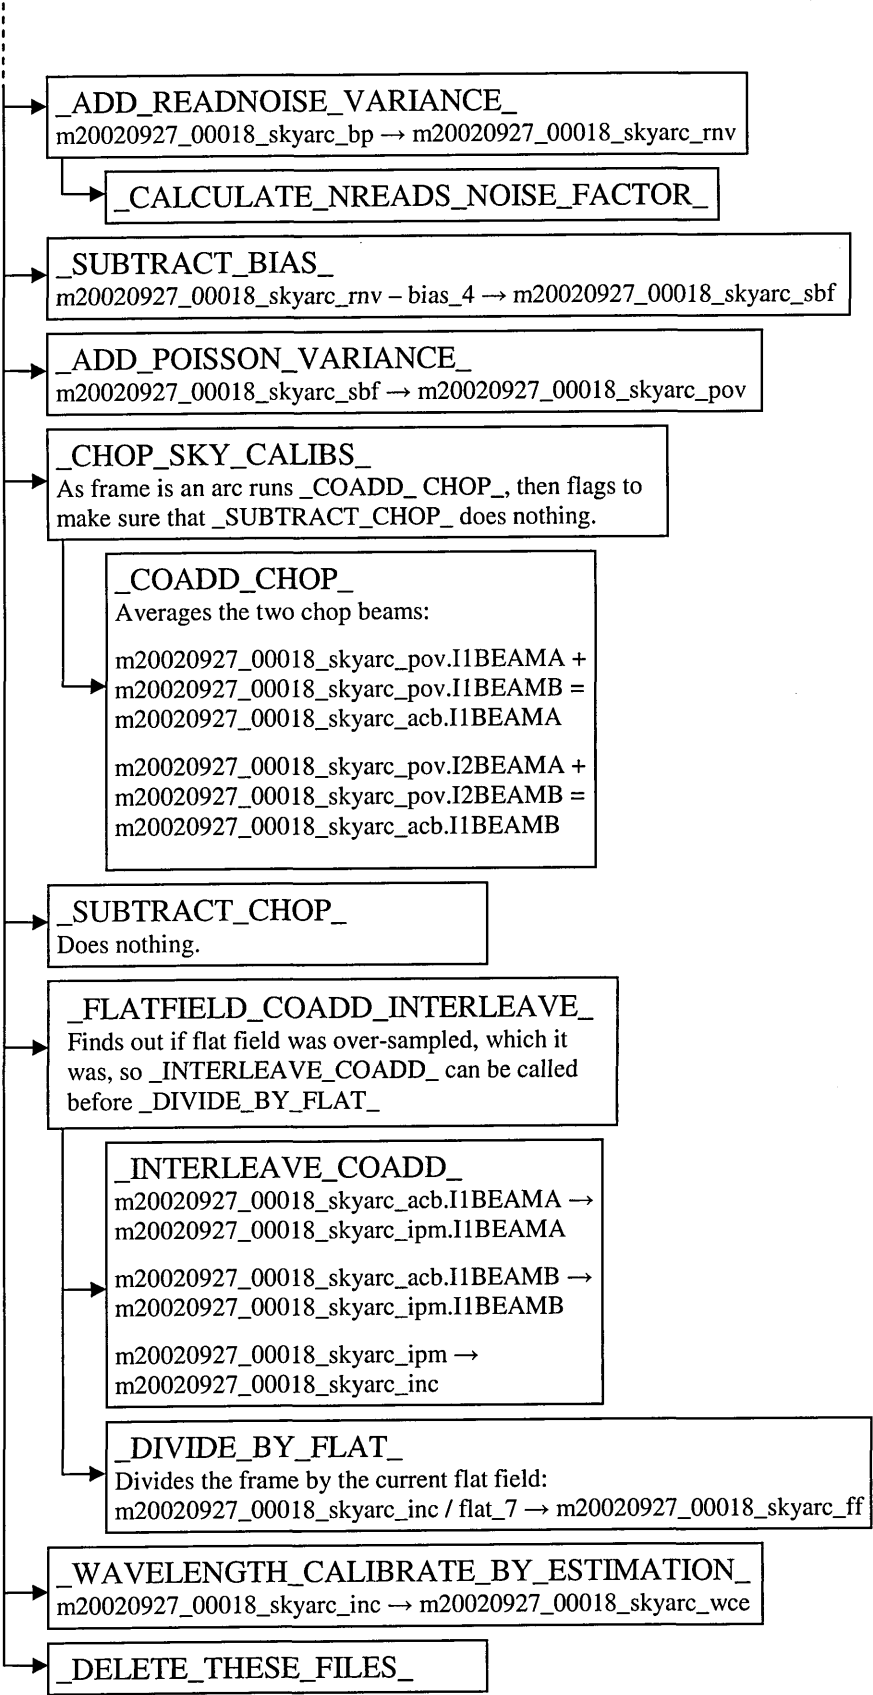 _ADD_READNOISE_VARIANCE_
m20020927_00018_skyarc_bp → m20020927_00018_skyarc_rnv
_CALCULATE_NREADS_NOISE_FACTOR_
_SUBTRACT_BIAS_
m20020927_00018_skyarc_rnv – bias_4 → m20020927_00018_skyarc_sbf
_ADD_POISSON_VARIANCE_
m20020927_00018_skyarc_sbf → m20020927_00018_skyarc_pov
_CHOP_SKY_CALIBS_
As frame is an arc runs _COADD_ CHOP_, then flags to
make sure that _SUBTRACT_CHOP_ does nothing.
_COADD_CHOP_
Averages the two chop beams:
m20020927_00018_skyarc_pov.I1BEAMA +
m20020927_00018_skyarc_pov.I1BEAMB =
m20020927_00018_skyarc_acb.I1BEAMA
m20020927_00018_skyarc_pov.I2BEAMA +
m20020927_00018_skyarc_pov.I2BEAMB =
m20020927_00018_skyarc_acb.I1BEAMB
_SUBTRACT_CHOP_
Does nothing.
_FLATFIELD_COADD_INTERLEAVE_
Finds out if flat field was over-sampled, which it
was, so _INTERLEAVE_COADD_ can be called
before _DIVIDE_BY_FLAT_
_INTERLEAVE_COADD_
m20020927_00018_skyarc_acb.I1BEAMA →
m20020927_00018_skyarc_ipm.I1BEAMA
m20020927_00018_skyarc_acb.I1BEAMB →
m20020927_00018_skyarc_ipm.I1BEAMB
m20020927_00018_skyarc_ipm →
m20020927_00018_skyarc_inc
_DIVIDE_BY_FLAT_
Divides the frame by the current flat field:
m20020927_00018_skyarc_inc / flat_7 → m20020927_00018_skyarc_ff
_WAVELENGTH_CALIBRATE_BY_ESTIMATION_
m20020927_00018_skyarc_inc → m20020927_00018_skyarc_wce
_DELETE_THESE_FILES_